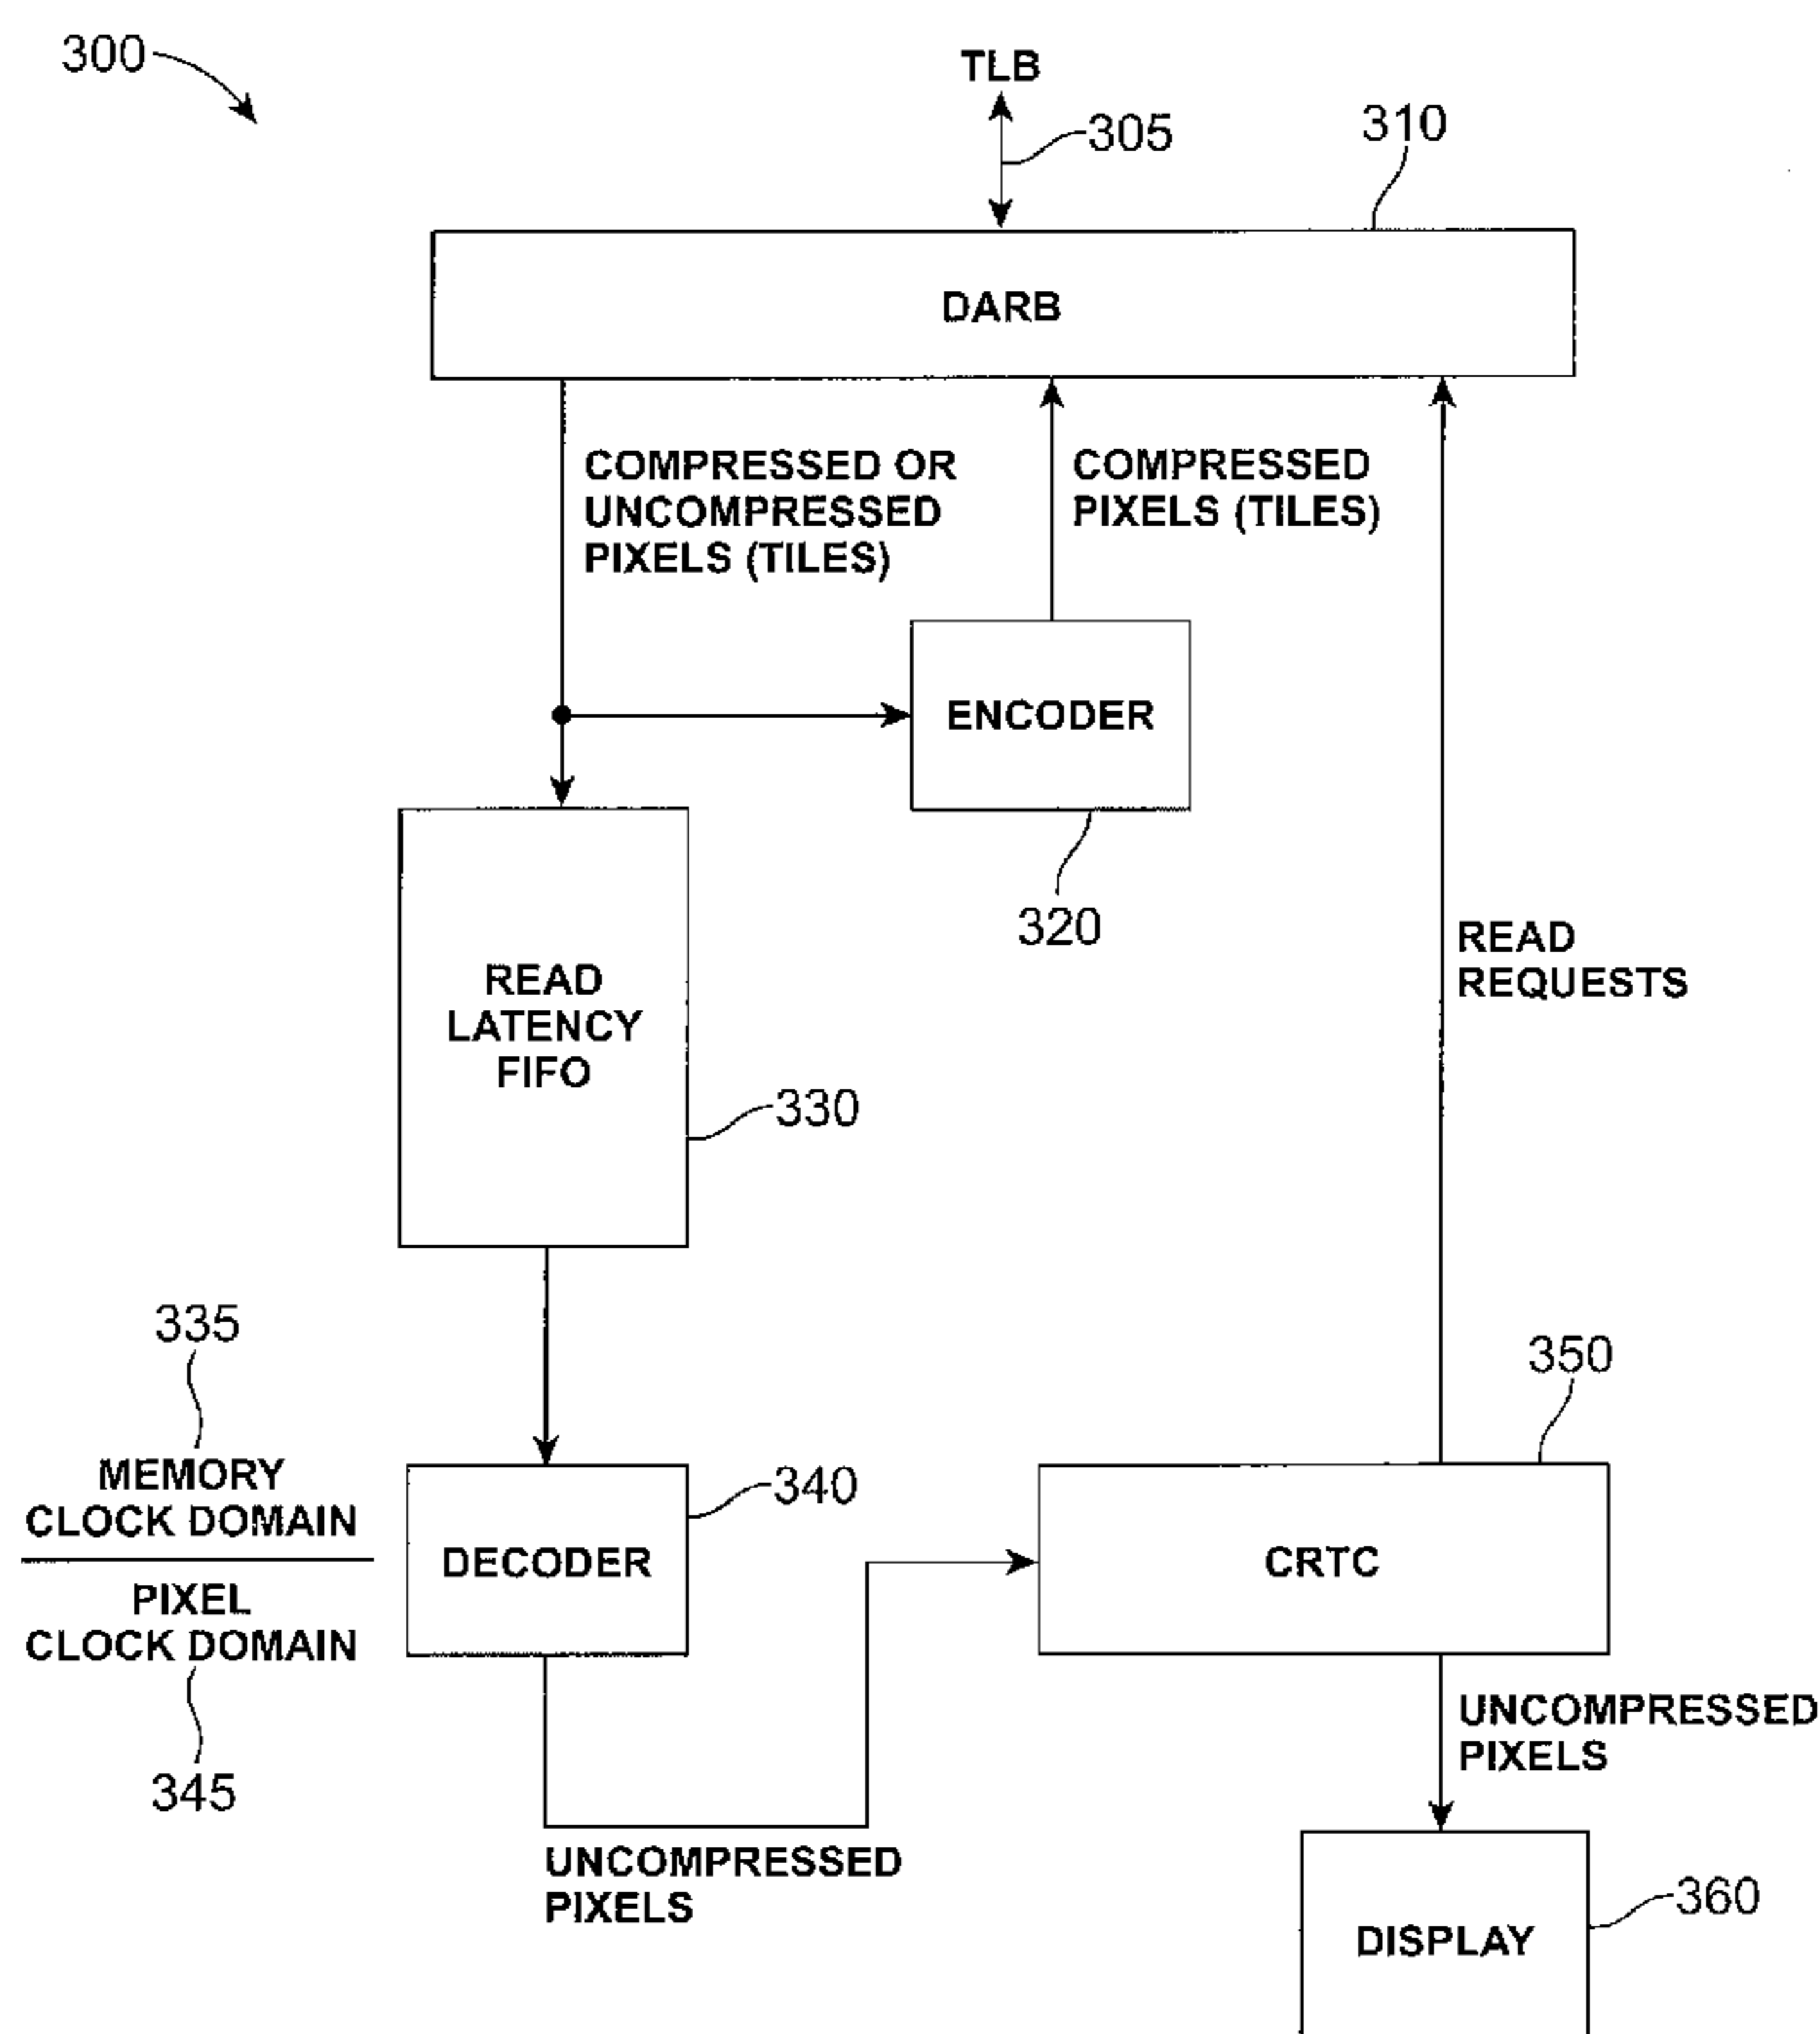 300
TLB
305
310
DARB
COMPRESSED OR
UNCOMPRESSED
PIXELS (TILES)
COMPRESSED
PIXELS (TILES)
ENCODER
320
READ
LATENCY
FIFO
330
READ
REQUESTS
335
MEMORY
CLOCK DOMAIN
PIXEL
CLOCK DOMAIN
345
340
DECODER
350
CRTC
UNCOMPRESSED
PIXELS
UNCOMPRESSED
PIXELS
360
DISPLAY